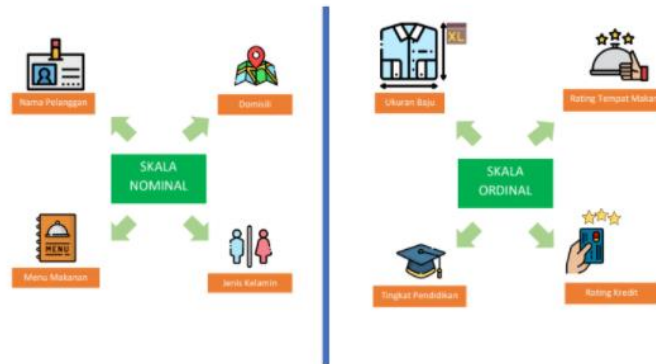 Nama Pelanggan
Domisili
SKALA
NOMINAL
MENU
Menu Makanan
Jenis Kelamin
XL
Ukuran Baju
Rating Tempat Makan
SKALA
ORDINAL
Tingkat Pendidikan
Rating Kredit